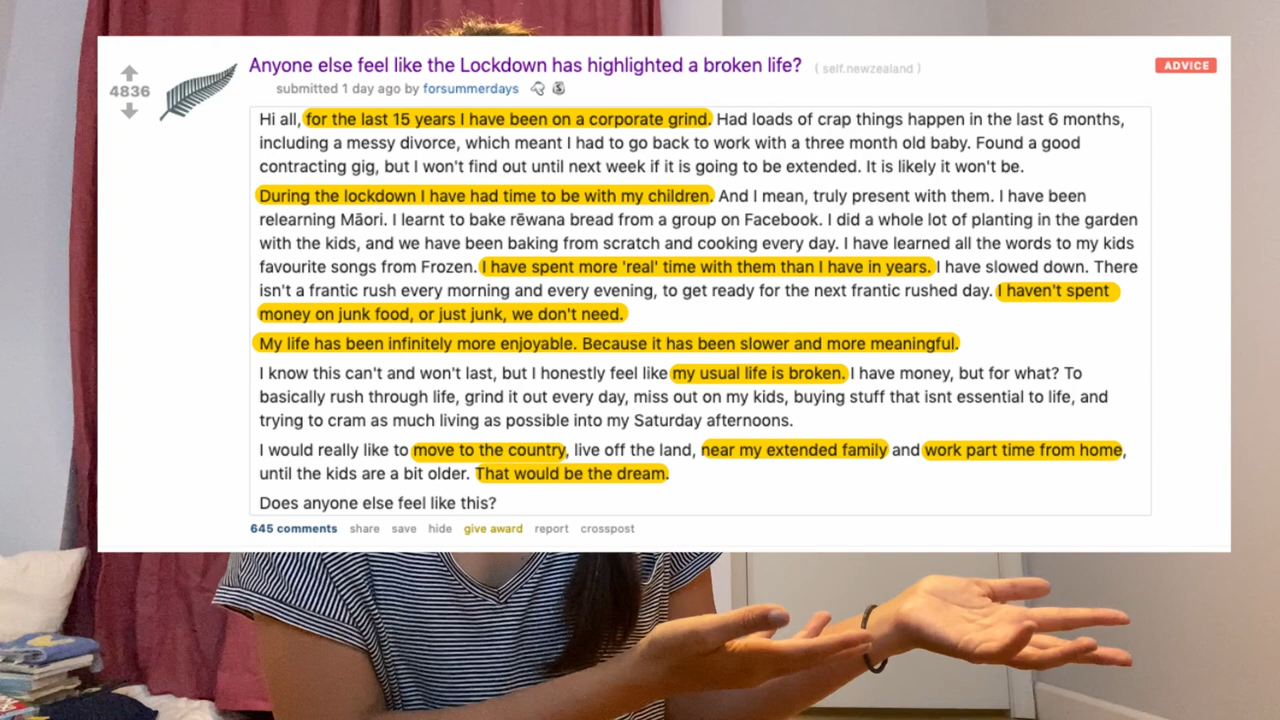 Anyone else feel like the Lockdown has highlighted a broken life? ( self.newzealand )
ADVICE
4836
submitted 1 day ago by forsummerdays
Hi all, for the last 15 years I have been on a corporate grind. Had loads of crap things happen in the last 6 months,
including a messy divorce, which meant I had to go back to work with a three month old baby. Found a good
contracting gig, but I won't find out until next week if it is going to be extended. It is likely it won't be.
During the lockdown I have had time to be with my children. And I mean, truly present with them. I have been
relearning Māori. I learnt to bake rēwana bread from a group on Facebook. I did a whole lot of planting in the garden
with the kids, and we have been baking from scratch and cooking every day. I have learned all the words to my kids
favourite songs from Frozen. I have spent more 'real' time with them than I have in years. I have slowed down. There
isn't a frantic rush every morning and every evening, to get ready for the next frantic rushed day. I haven't spent
money on junk food, or just junk, we don't need.
My life has been infinitely more enjoyable. Because it has been slower and more meaningful.
I know this can't and won't last, but I honestly feel like my usual life is broken. I have money, but for what? To
basically rush through life, grind it out every day, miss out on my kids, buying stuff that isnt essential to life, and
trying to cram as much living as possible into my Saturday afternoons.
I would really like to move to the country, live off the land, near my extended family and work part time from home,
until the kids are a bit older. That would be the dream.
Does anyone else feel like this?
645 comments share save hide give award report crosspost